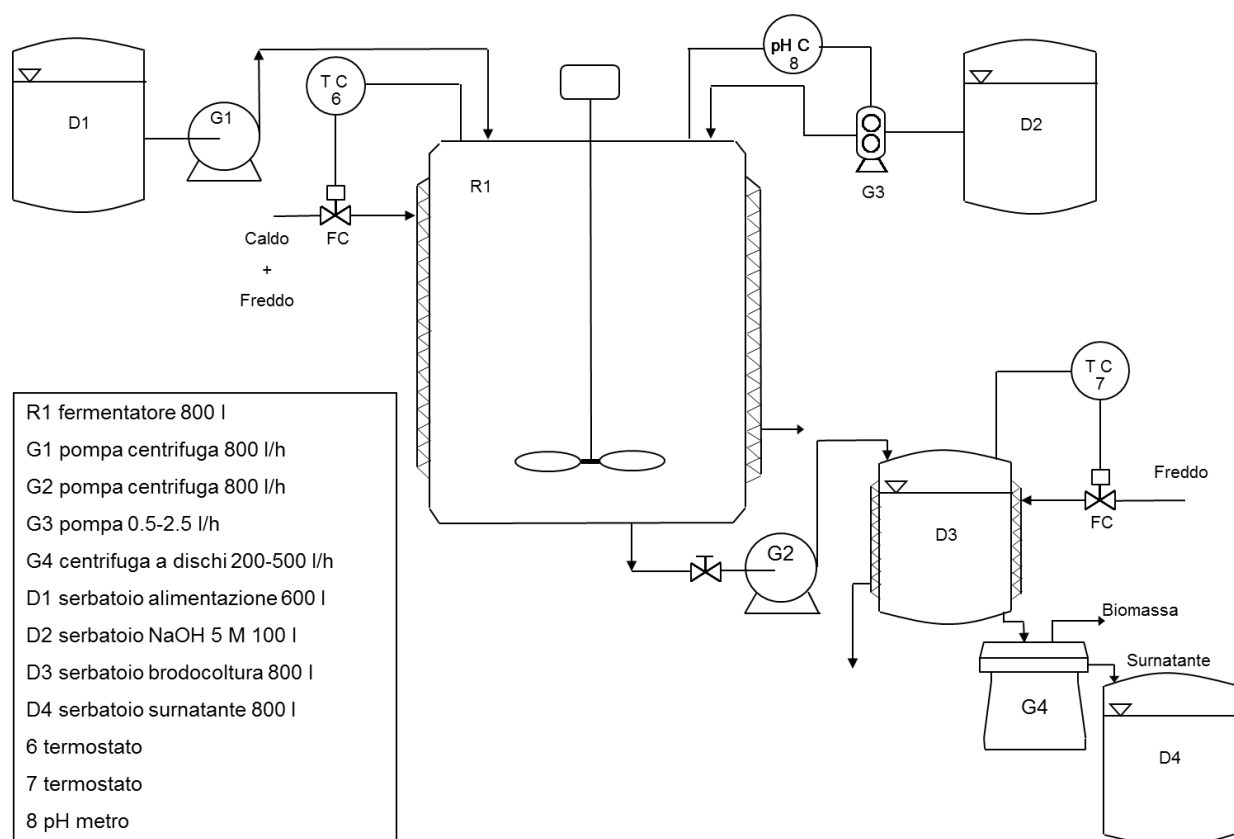 D1
G1
T C
6
FC
Caldo
+
Freddo
R1
pH C
8
G3
D2
R1 fermentatore 800 l
G1 pompa centrifuga 800 l/h
G2 pompa centrifuga 800 l/h
G3 pompa 0.5-2.5 l/h
G4 centrifuga a dischi 200-500 l/h
D1 serbatoio alimentazione 600 l
D2 serbatoio NaOH 5 M 100 l
D3 serbatoio brodocoltura 800 l
D4 serbatoio surnatante 800 l
6 termostato
7 termostato
8 pH metro
G2
D3
T C
7
Freddo
FC
Biomassa
Surnatante
G4
D4